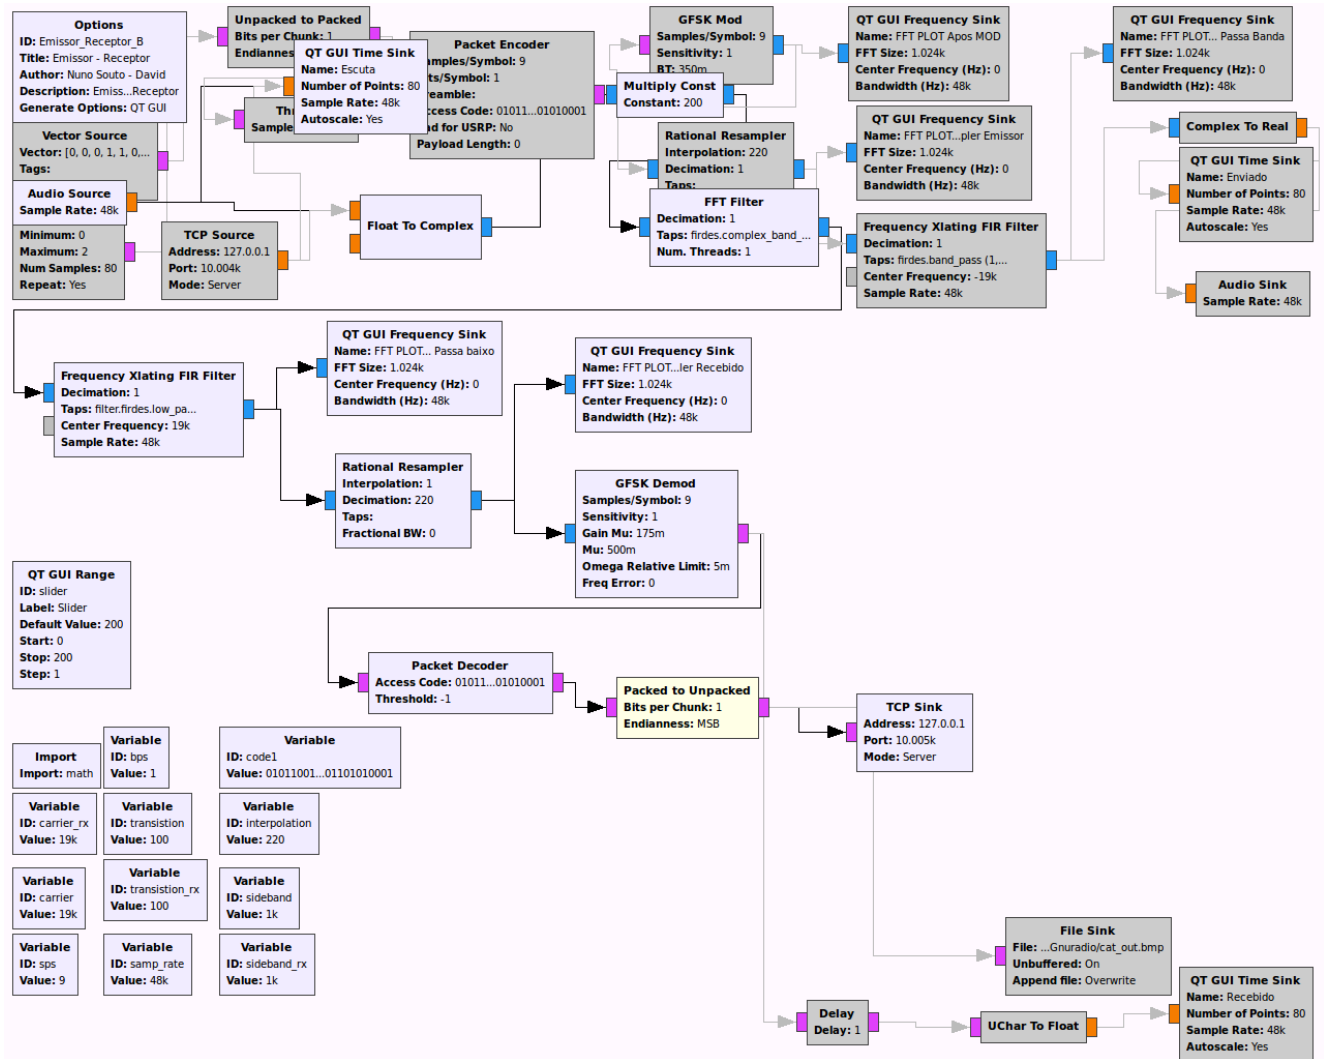 Options
ID: Emissor_Receptor_B
Title: Emissor - Receptor
Author: Nuno Souto - David
Description: Emiss...Receptor
Generate Options: QT GUI
Unpacked to Packed
Bits per Chunk: 1
Endianness:
QT GUI Time Sink
Name: Escuta
Number of Points: 80
Sample Rate: 48k
Autoscale: Yes
Packet Encoder
Samples/Symbol: 9
Access Code: 01011...01010001
for USRP: No
Payload Length: 0
GFSK Mod
Samples/Symbol: 9
Sensitivity: 1
BT: 350m
Multiply Const
Constant: 200
QT GUI Frequency Sink
Name: FFT PLOT Apos MOD
FFT Size: 1.024k
Center Frequency (Hz): 0
Bandwidth (Hz): 48k
QT GUI Frequency Sink
Name: FFT PLOT... Passa Banda
FFT Size: 1.024k
Center Frequency (Hz): 0
Bandwidth (Hz): 48k
Vector Source
Vector: [0, 0, 0, 1, 1, 0,...
Tags:
Audio Source
Sample Rate: 48k
Minimum: 0
Maximum: 2
Num Samples: 80
Repeat: Yes
TCP Source
Address: 127.0.0.1
Port: 10.004k
Mode: Server
Float To Complex
Rational Resampler
Interpolation: 220
Decimation: 1
Taps:
FFT Filter
Decimation: 1
Taps: firdes.complex_band_...
Num. Threads: 1
QT GUI Frequency Sink
Name: FFT PLOT...pler Emissor
FFT Size: 1.024k
Center Frequency (Hz): 0
Bandwidth (Hz): 48k
Frequency Xlating FIR Filter
Decimation: 1
Taps: firdes.band_pass (1,...
Center Frequency: -19k
Sample Rate: 48k
Complex To Real
QT GUI Time Sink
Name: Enviado
Number of Points: 80
Sample Rate: 48k
Autoscale: Yes
Audio Sink
Sample Rate: 48k
Frequency Xlating FIR Filter
Decimation: 1
Taps: filter.firdes.low_pa...
Center Frequency: 19k
Sample Rate: 48k
QT GUI Frequency Sink
Name: FFT PLOT... Passa baixo
FFT Size: 1.024k
Center Frequency (Hz): 0
Bandwidth (Hz): 48k
QT GUI Frequency Sink
Name: FFT PLOT...ler Recebido
FFT Size: 1.024k
Center Frequency (Hz): 0
Bandwidth (Hz): 48k
Rational Resampler
Interpolation: 1
Decimation: 220
Taps:
Fractional BW: 0
GFSK Demod
Samples/Symbol: 9
Sensitivity: 1
Gain Mu: 175m
Mu: 500m
Omega Relative Limit: 5m
Freq Error: 0
QT GUI Range
ID: slider
Label: Slider
Default Value: 200
Start: 0
Stop: 200
Step: 1
Packet Decoder
Access Code: 01011...01010001
Threshold: -1
Packed to Unpacked
Bits per Chunk: 1
Endianness: MSB
TCP Sink
Address: 127.0.0.1
Port: 10.005k
Mode: Server
Import
Import: math
Variable
ID: bps
Value: 1
Variable
ID: code1
Value: 01011001...01101010001
Variable
ID: carrier_rx
Value: 19k
Variable
ID: transistion
Value: 100
Variable
ID: interpolation
Value: 220
Variable
ID: carrier
Value: 19k
Variable
ID: transistion_rx
Value: 100
Variable
ID: sideband
Value: 1k
Variable
ID: sps
Value: 9
Variable
ID: samp_rate
Value: 48k
Variable
ID: sideband_rx
Value: 1k
File Sink
File: ...Gnuradio/cat_out.bmp
Unbuffered: On
Append file: Overwrite
Delay
Delay: 1
UChar To Float
QT GUI Time Sink
Name: Recebido
Number of Points: 80
Sample Rate: 48k
Autoscale: Yes